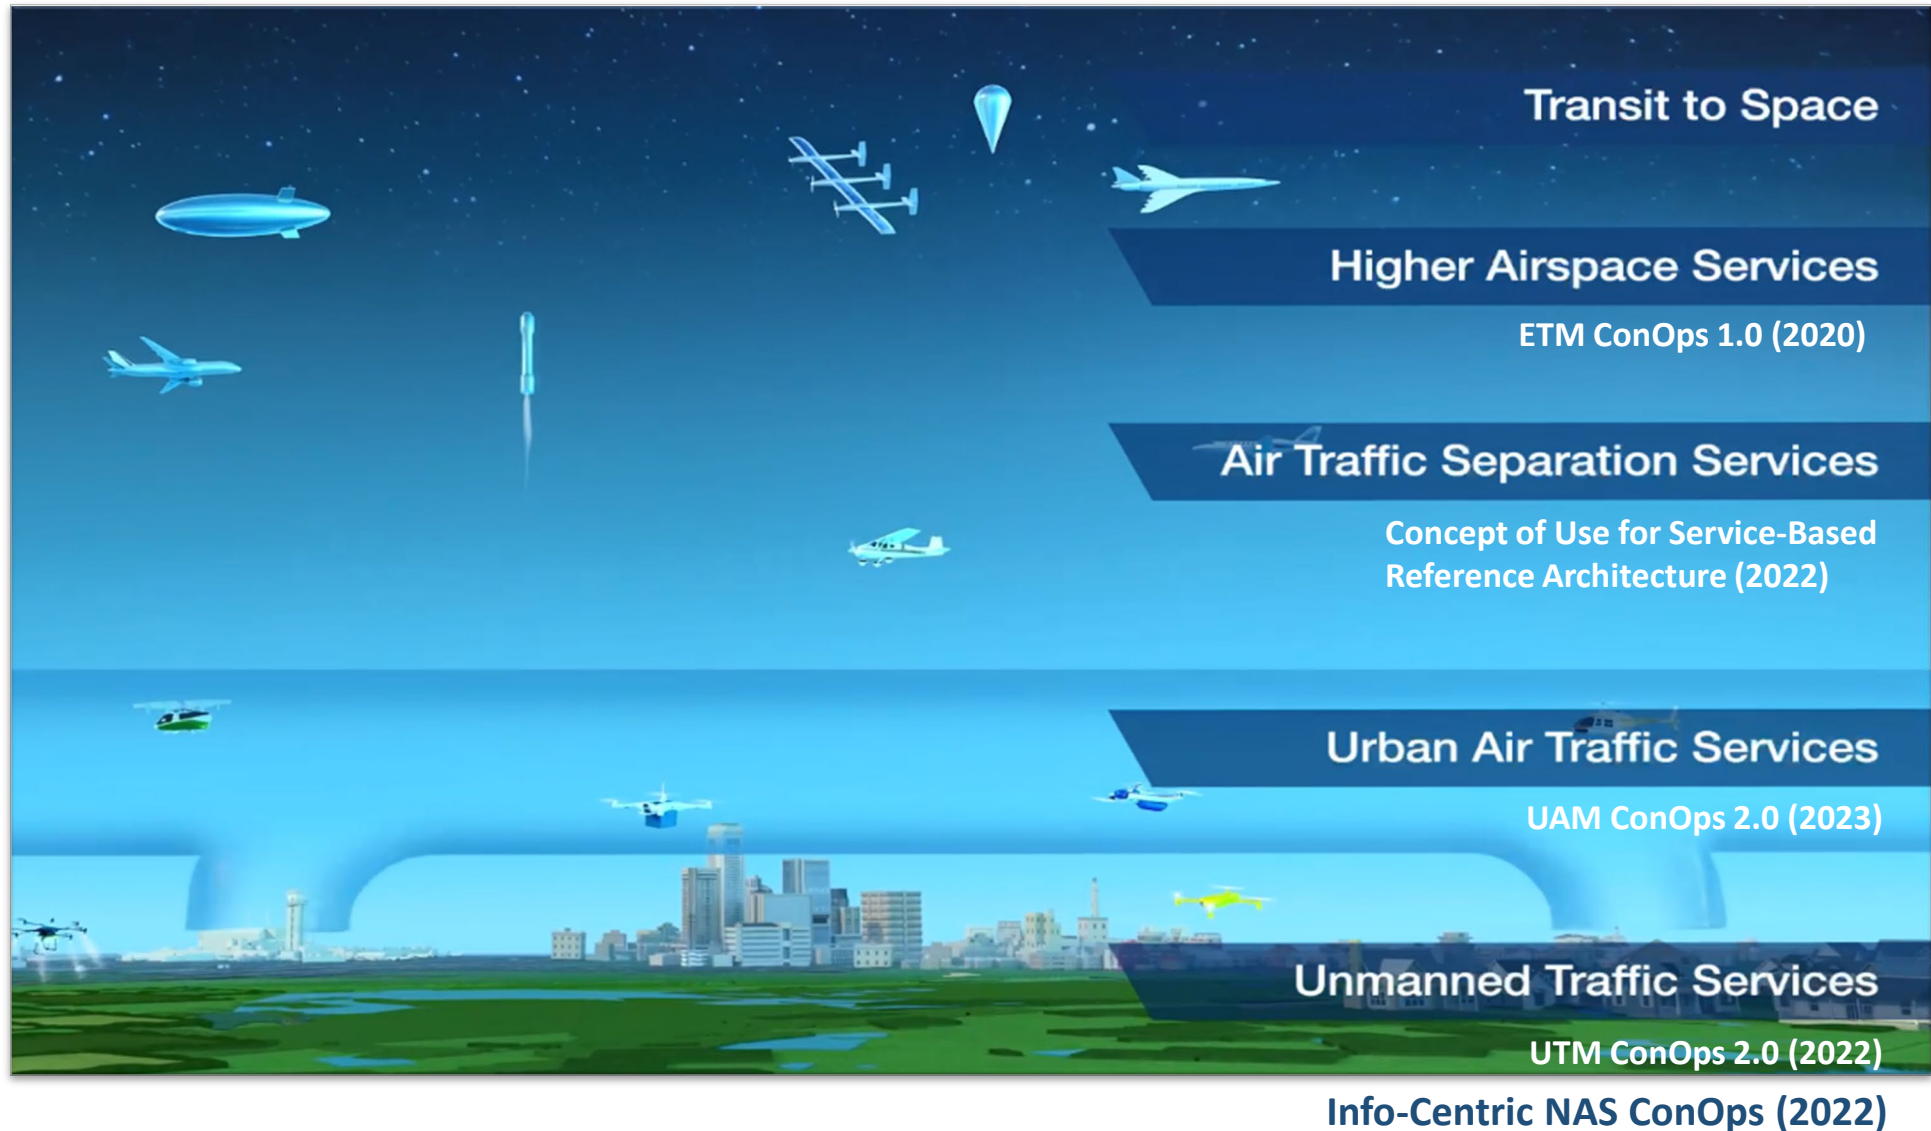 Transit to Space
Higher Airspace Services
ETM ConOps 1.0 (2020)
Air Traffic Separation Services
Concept of Use for Service-Based
Reference Architecture (2022)
Urban Air Traffic Services
UAM ConOps 2.0 (2023)
Unmanned Traffic Services
UTM ConOps 2.0 (2022)
Info-Centric NAS ConOps (2022)